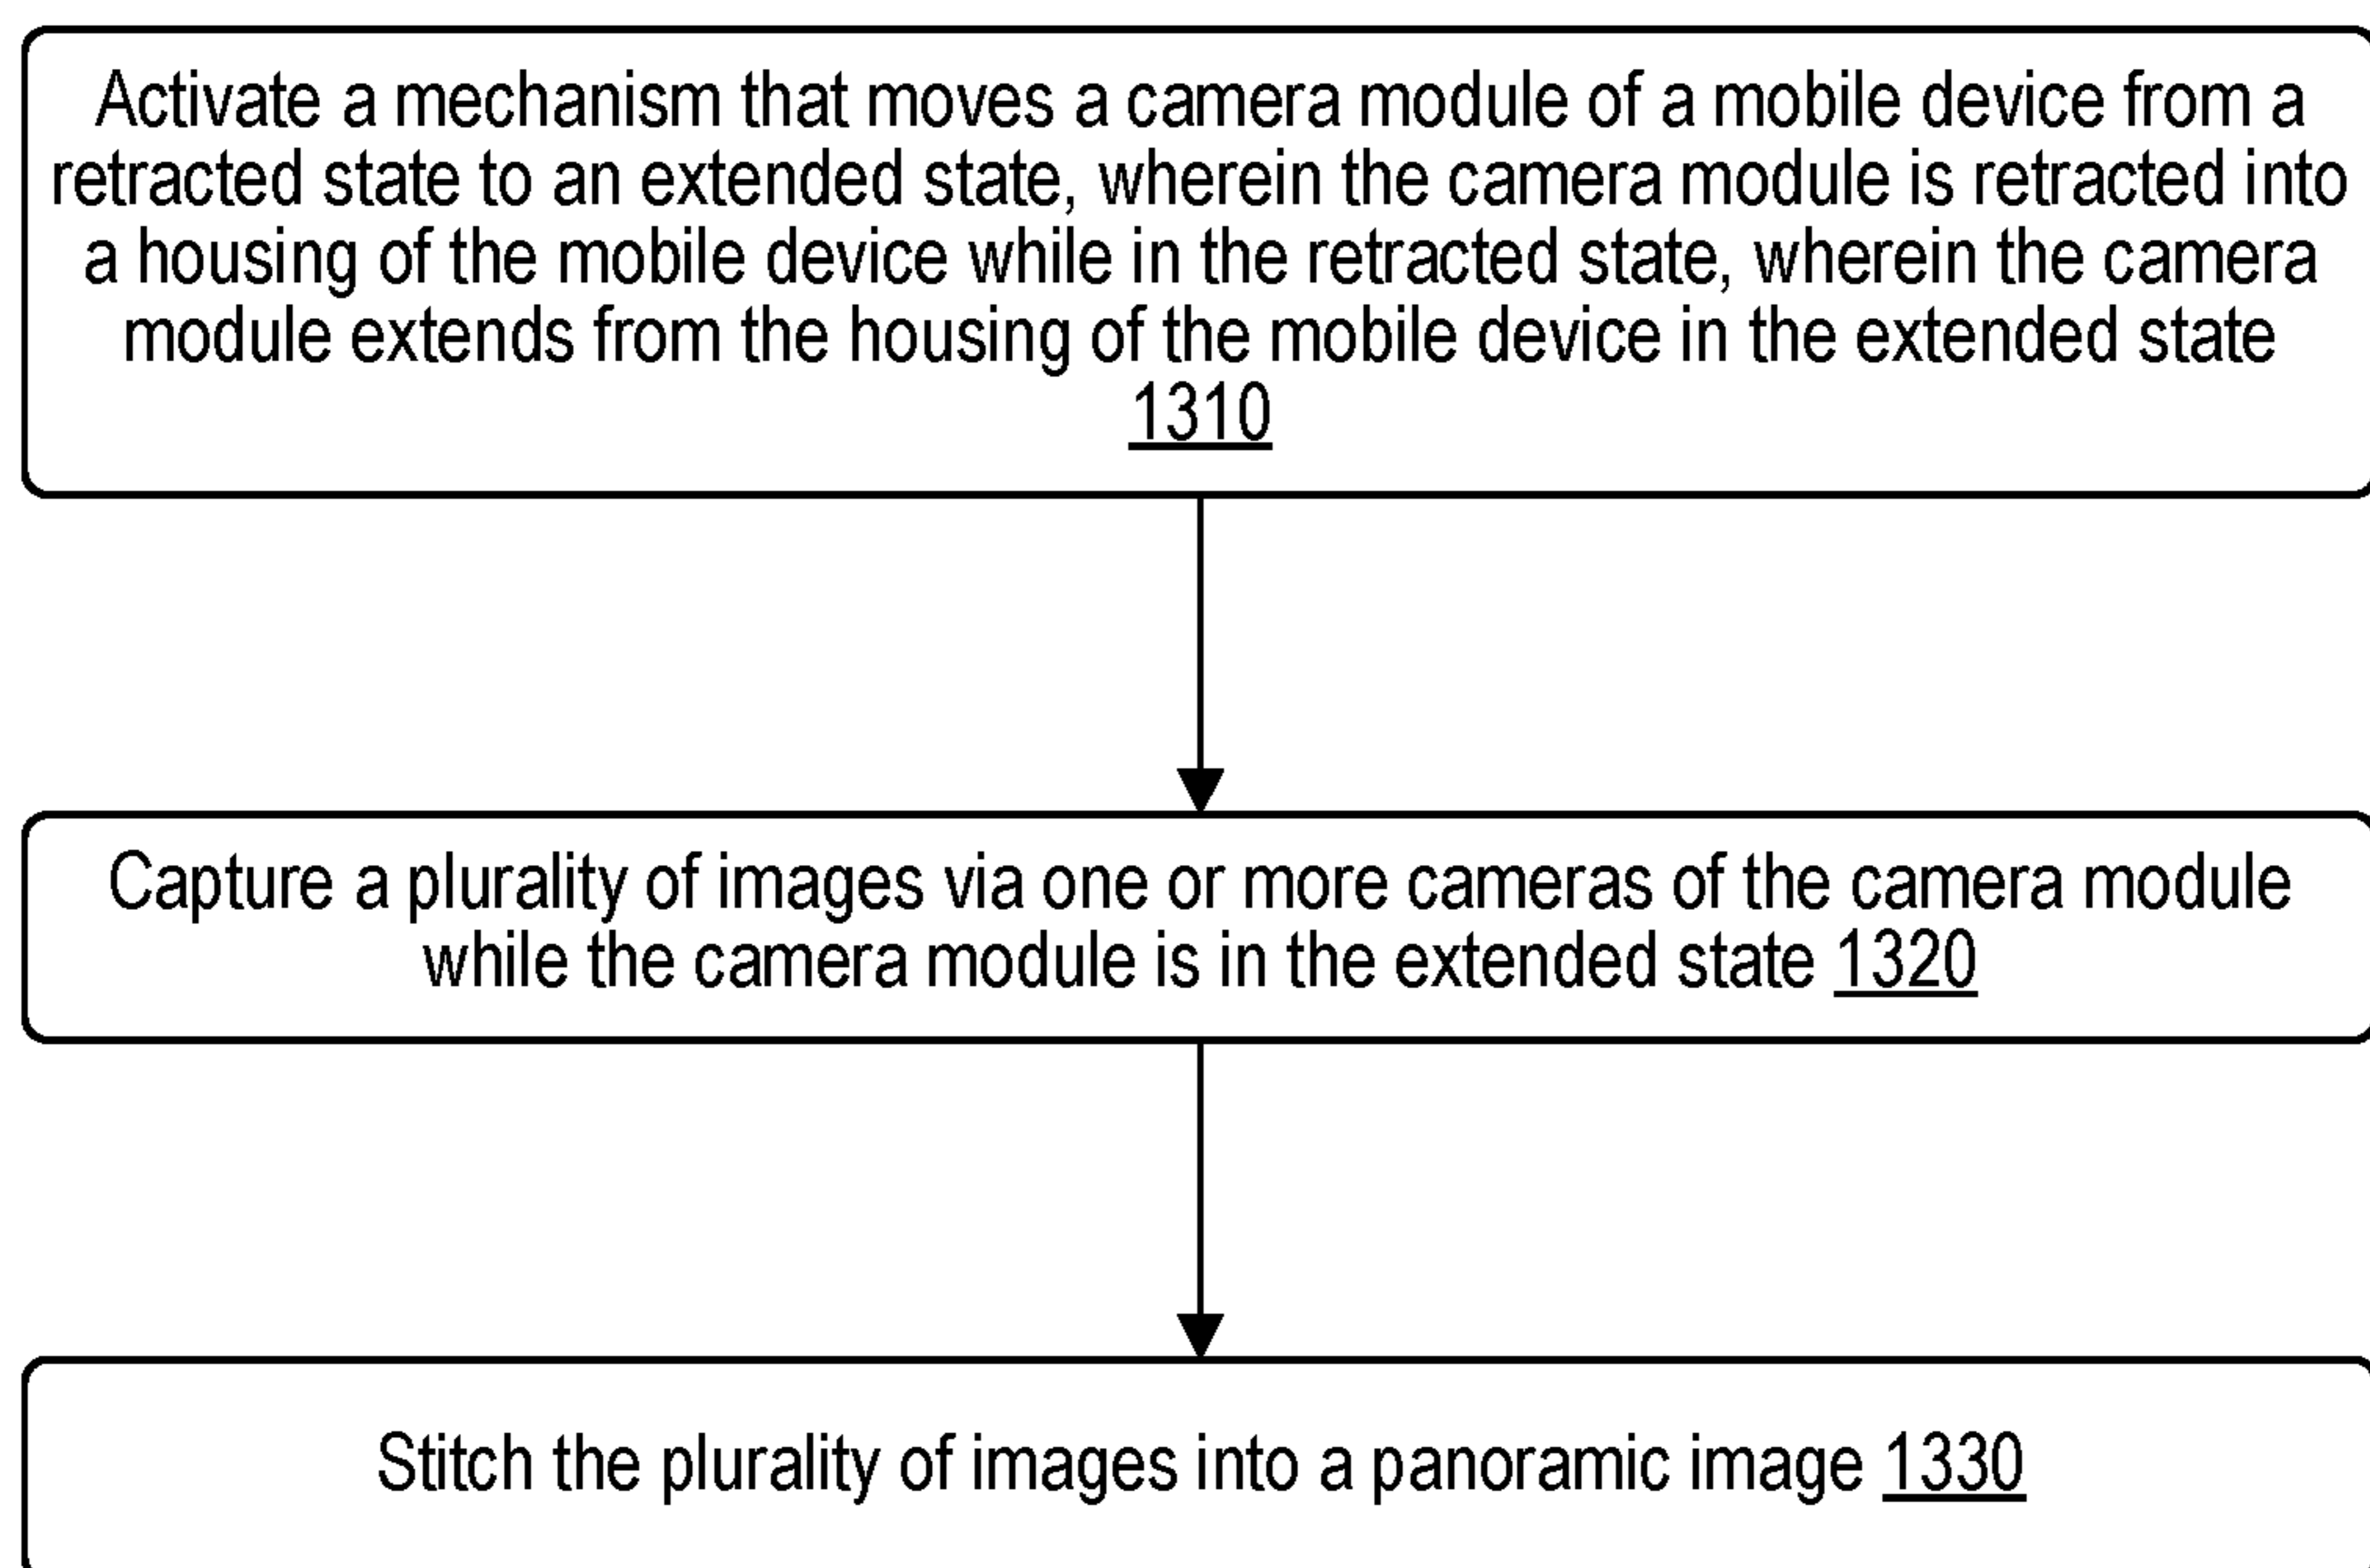 Activate a mechanism that moves a camera module of a mobile device from a
retracted state to an extended state, wherein the camera module is retracted into
a housing of the mobile device while in the retracted state, wherein the camera
module extends from the housing of the mobile device in the extended state
1310
Capture a plurality of images via one or more cameras of the camera module
while the camera module is in the extended state 1320
Stitch the plurality of images into a panoramic image 1330